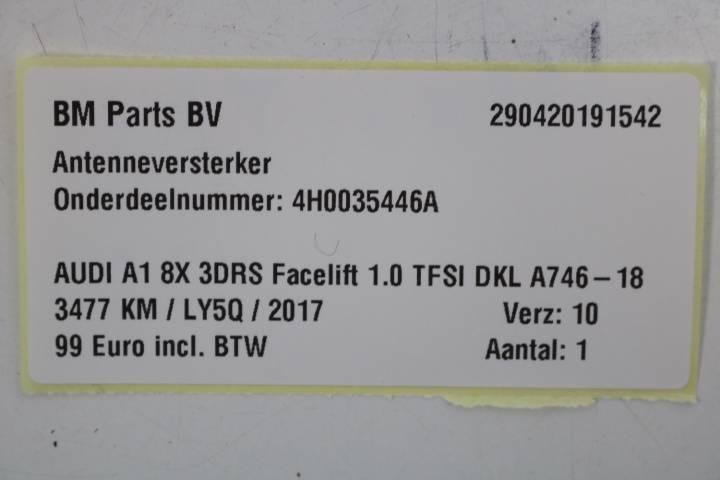 BM Parts BV 290420191542
Antenneversterker
Onderdeelnummer: 4H0035446A
AUDI A1 8X 3DRS Facelift 1.0 TFSI DKL A746-18
3477 KM / LY5Q / 2017 Verz: 10
99 Euro incl. BTW Aantal: 1